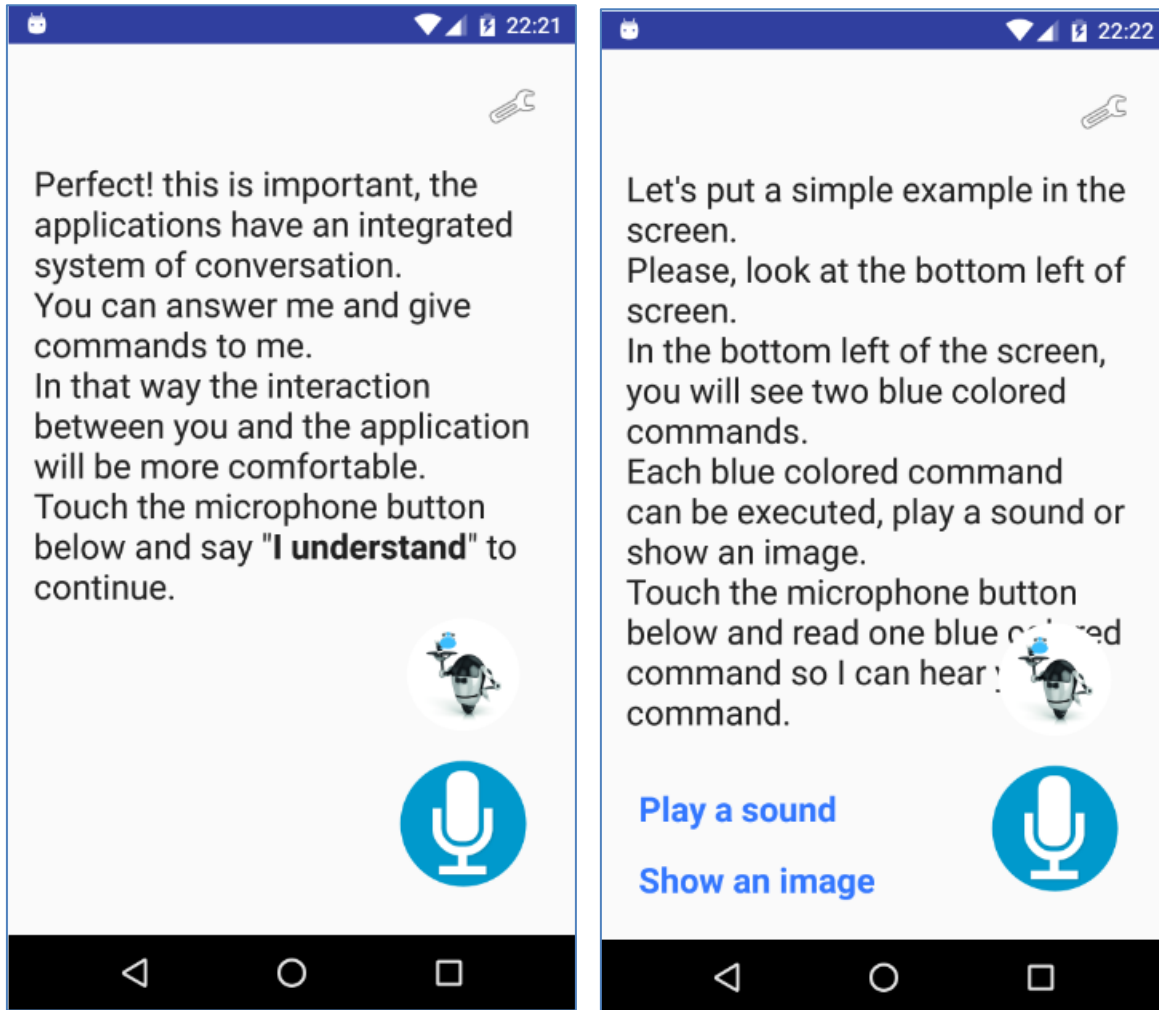 22:21
Perfect! this is important, the
applications have an integrated
system of conversation.
You can answer me and give
commands to me.
In that way the interaction
between you and the application
will be more comfortable.
Touch the microphone button
below and say "I understand" to
continue.
22:22
Let's put a simple example in the
screen.
Please, look at the bottom left of
screen.
In the bottom left of the screen,
you will see two blue colored
commands.
Each blue colored command
can be executed, play a sound or
show an image.
Touch the microphone button
below and read one blue colored
command so I can hear
command.
Play a sound
Show an image